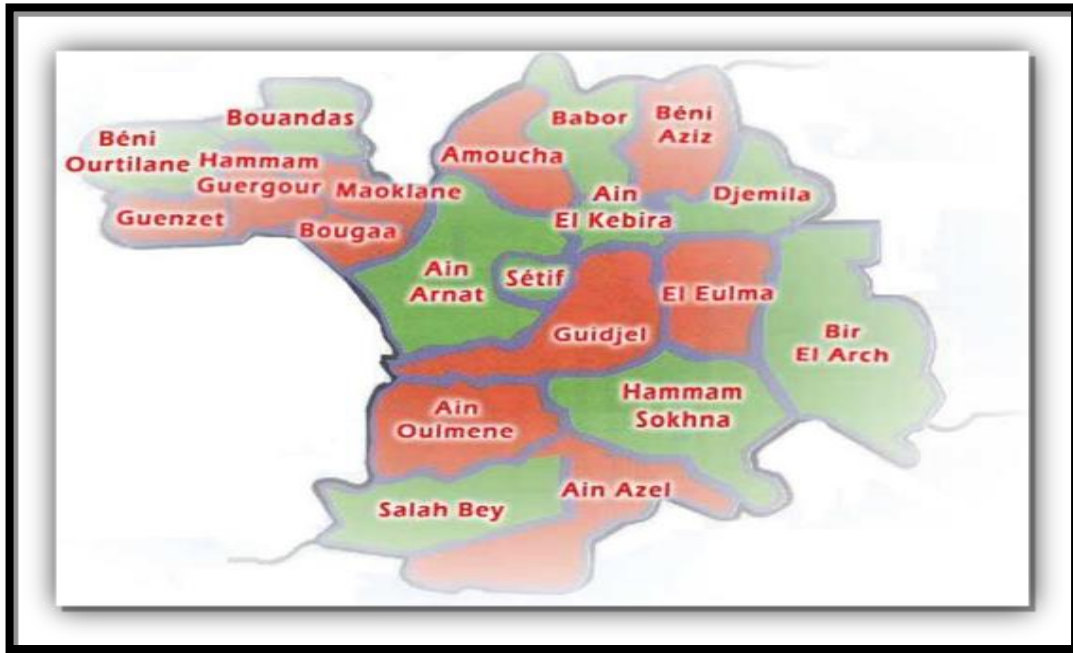 Bouandas
Béni
Ourtilane
Hammam
Guergour
Maoklane
Guenzet
Bougaa
Amoucha
Babor
Béni
Aziz
Ain
El Kebira
Djemila
Ain
Arnat
Sétif
El Eulma
Guidjel
Bir
El Arch
Hammam
Sokhna
Ain
Oulmene
Salah Bey
Ain Azel